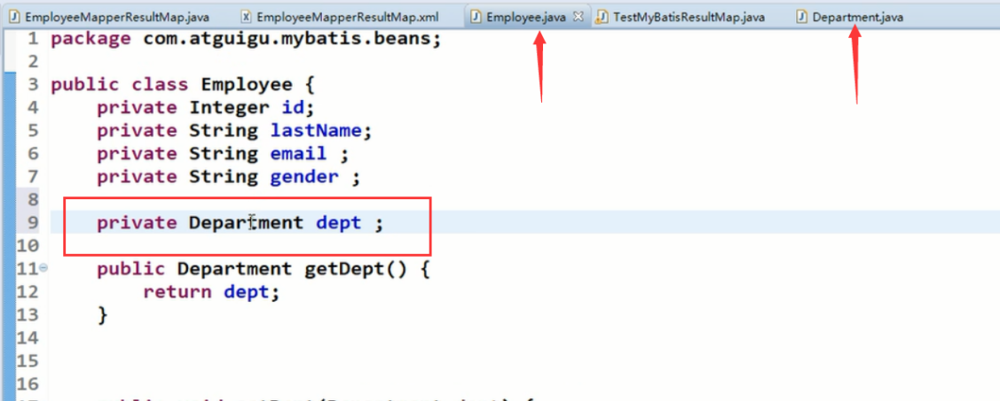 EmployeeMapperResultMap.java EmployeeMapperResultMap.xml Employee.java TestMyBatisResultMap.java Department.java
1 package com.atguigu.mybatis.beans;
2
3 public class Employee {
4 private Integer id;
5 private String lastName;
6 private String email ;
7 private String gender ;
8
9 private Department dept ;
10
11 public Department getDept() {
12 return dept;
13 }
14
15
16